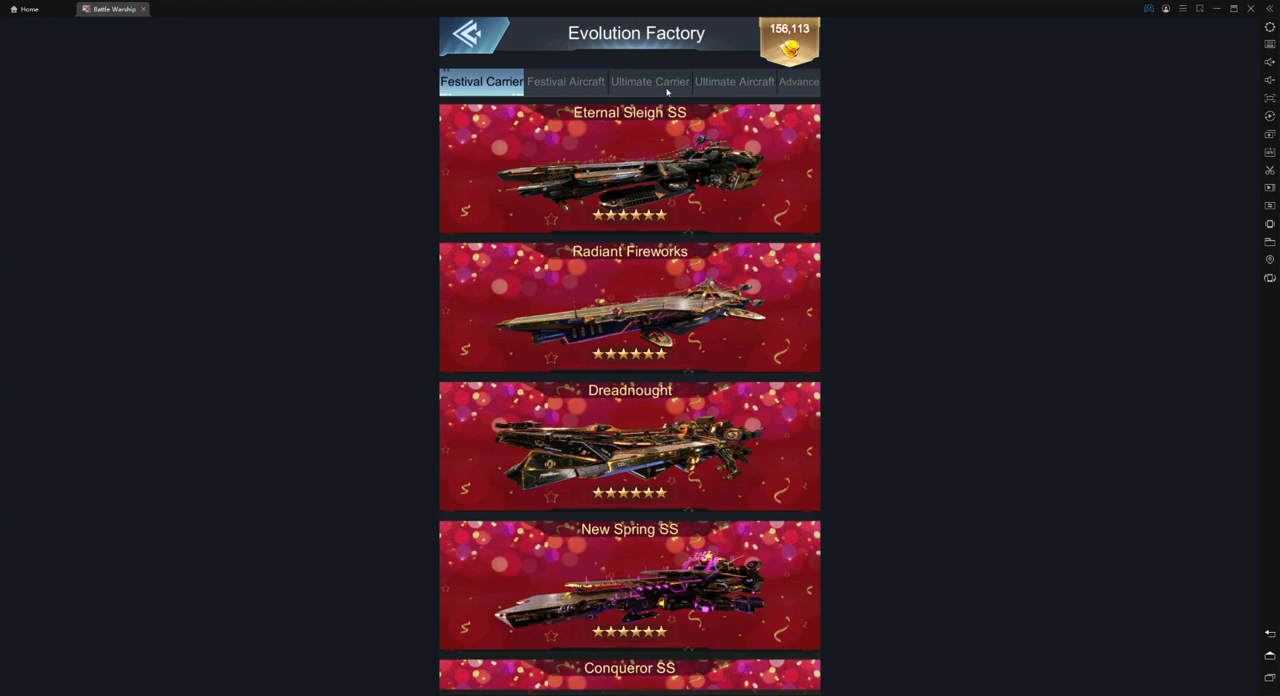 Home
Battle Warship
Evolution Factory
156,113
Festival Carrier
Festival Aircraft
Ultimate Carrier
Ultimate Aircraft
Advance
Eternal Sleigh SS
Radiant Fireworks
Dreadnought
New Spring SS
Conqueror SS